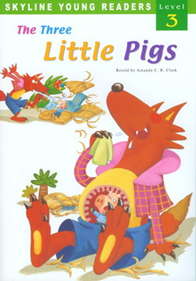 SKYLINE YOUNG READERS Level
3
The Three
Little Pigs
Retold by Amanda C. R. Clark